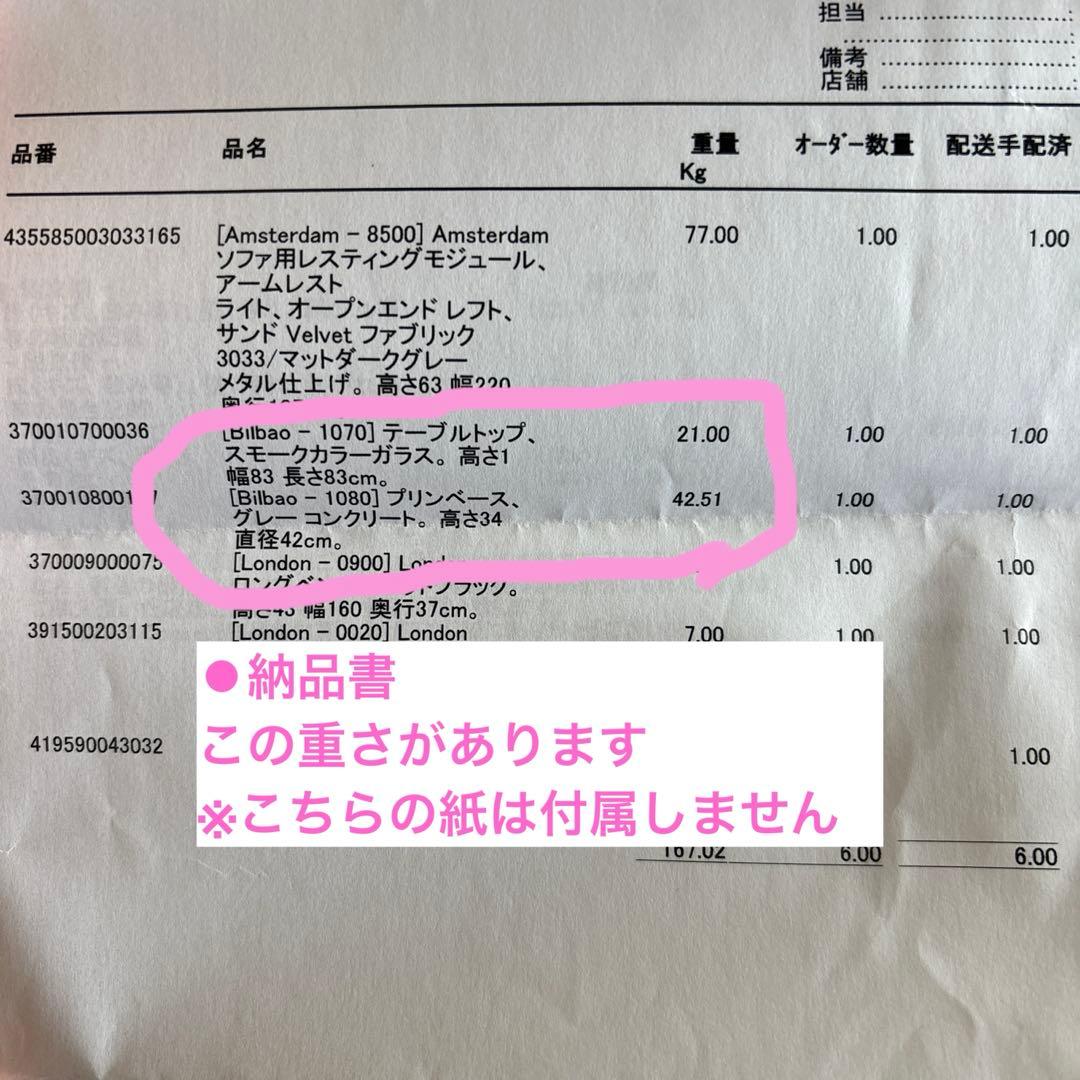 担当
備考
店舗
品番 品名 重量 オーダー数量 配送手配済
Kg
435585003033165 [Amsterdam - 8500] Amsterdam 77.00 1.00 1.00
ソファ用レスティングモジュール、
アームレスト
ライト、オープンエンド レフト、
サンド Velvet ファブリック
3033/マットダークグレー
メタル仕上げ。高さ63 幅220
370010700036 [Bilbao - 1070] テーブルトップ、 21.00 1.00 1.00
スモークカラーガラス。高さ1
幅83 長さ83cm。
[Bilbao - 1080] プリンベース、 42.51 1.00 1.00
グレー コンクリート。高さ34
直径42cm。
370009000075 [London - 0900] 1.00 1.00
高さ43 幅160 奥行37cm。
391500203115 [London - 0020] London 7.00 1.00 1.00
●納品書
この重さがあります
419590043032 1.00
※こちらの紙は付属しません
167.02 6.00 6.00